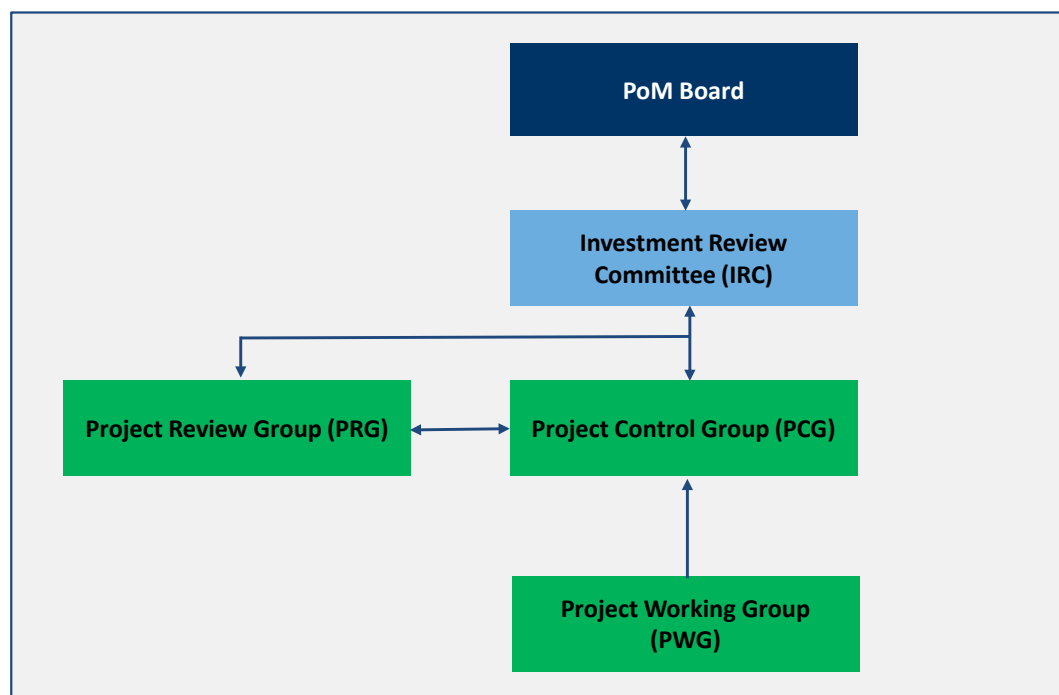 PoM Board
Investment Review
Committee (IRC)
Project Review Group (PRG)
Project Control Group (PCG)
Project Working Group
(PWG)